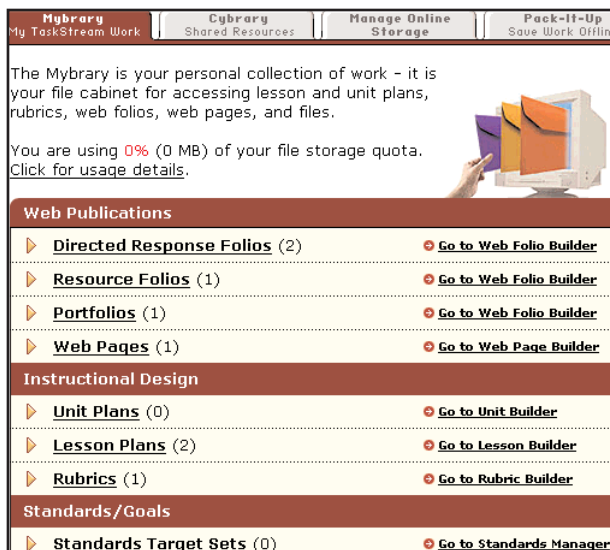 Mybrary
My TaskStream Work
Cybrary
Shared Resources
Manage Online
Storage
Pack-It-Up
Save Work Offlin
The Mybrary is your personal collection of work - it is
your file cabinet for accessing lesson and unit plans,
rubrics, web folios, web pages, and files.
You are using 0% (0 MB) of your file storage quota.
Click for usage details.
Web Publications
Directed Response Folios (2) Go to Web Folio Builder
Resource Folios (1) Go to Web Folio Builder
Portfolios (1) Go to Web Folio Builder
Web Pages (1) Go to Web Page Builder
Instructional Design
Unit Plans (0) Go to Unit Builder
Lesson Plans (2) Go to Lesson Builder
Rubrics (1) Go to Rubric Builder
Standards/Goals
Standards Target Sets (0) Go to Standards Manager